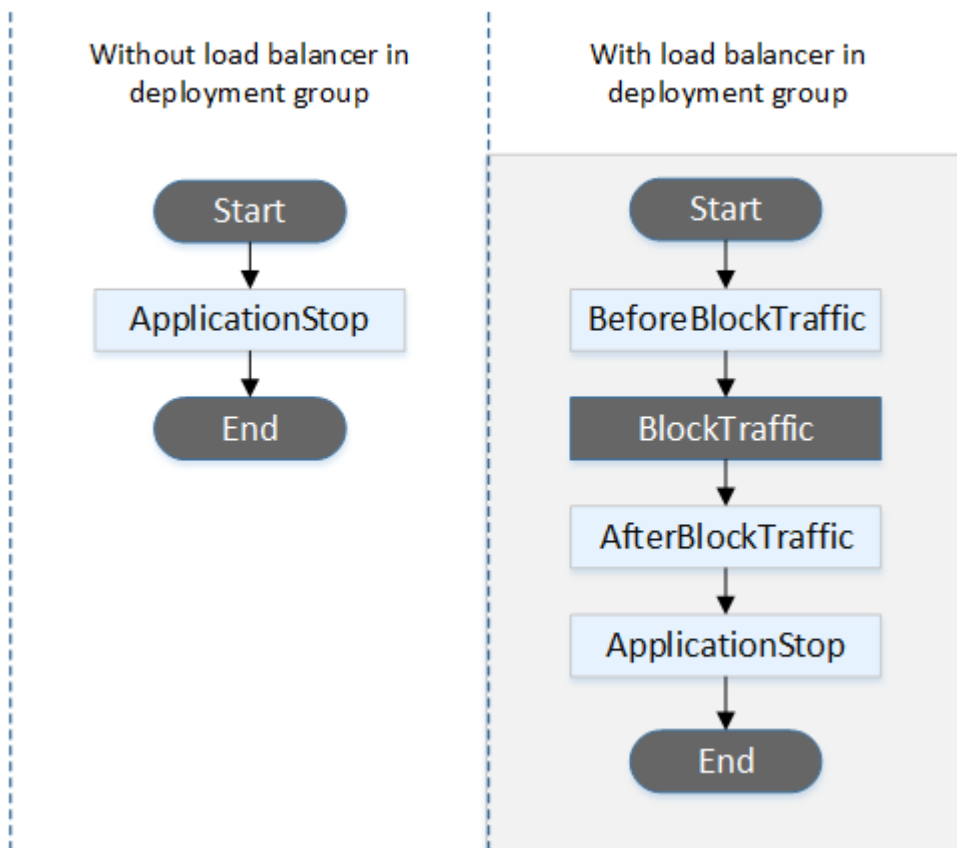 Without load balancer in
deployment group
Start
ApplicationStop
End
With load balancer in
deployment group
Start
BeforeBlockTraffic
BlockTraffic
AfterBlockTraffic
ApplicationStop
End